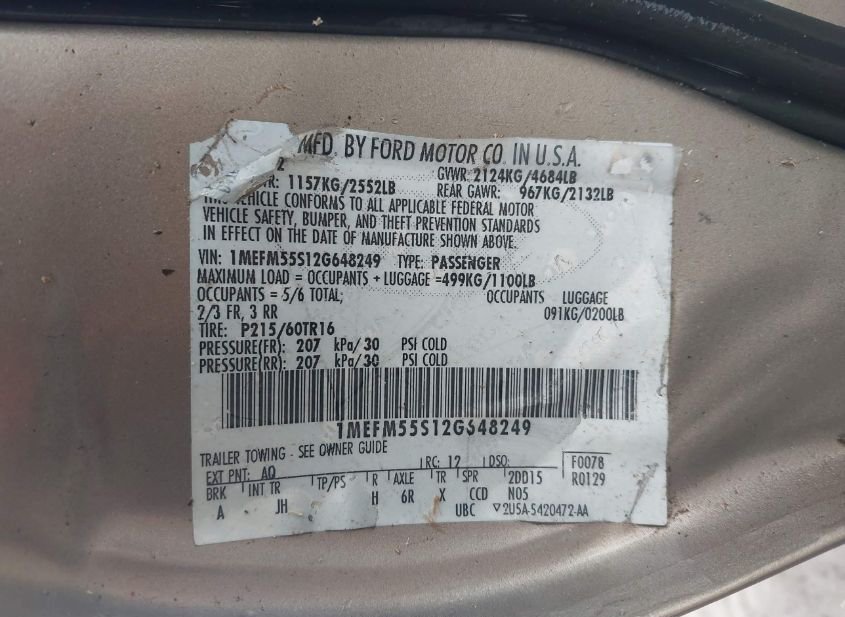 MFD. BY FORD MOTOR CO. IN U.S.A.
2 GVWR: 2124KG/4684LB
R: 1157KG/2552LB REAR GAWR: 967KG/2132LB
THIS VEHICLE CONFORMS TO ALL APPLICABLE FEDERAL MOTOR
VEHICLE SAFETY, BUMPER, AND THEFT PREVENTION STANDARDS
IN EFFECT ON THE DATE OF MANUFACTURE SHOWN ABOVE.
VIN: 1MEFM55S12G648249 TYPE: PASSENGER
MAXIMUM LOAD = OCCUPANTS + LUGGAGE =499KG/1100LB
OCCUPANTS = 5/6 TOTAL; OCCUPANTS LUGGAGE
2/3 FR, 3 RR 091KG/0200LB
TIRE: P215/60TR16
PRESSURE(FR): 207 kPa/30 PSI COLD
PRESSURE(RR): 207 kPa/30 PSI COLD
1MEFM55S12G648249
TRAILER TOWING - SEE OWNER GUIDE
EXT PNT: AQ RC: 12 DSO: F0078
BRK INT TR TP/PS R AXLE TR SPR 2DD15 R0129
A JH H 6R X CCD N05
UBC ▽2U5A-5420472-AA